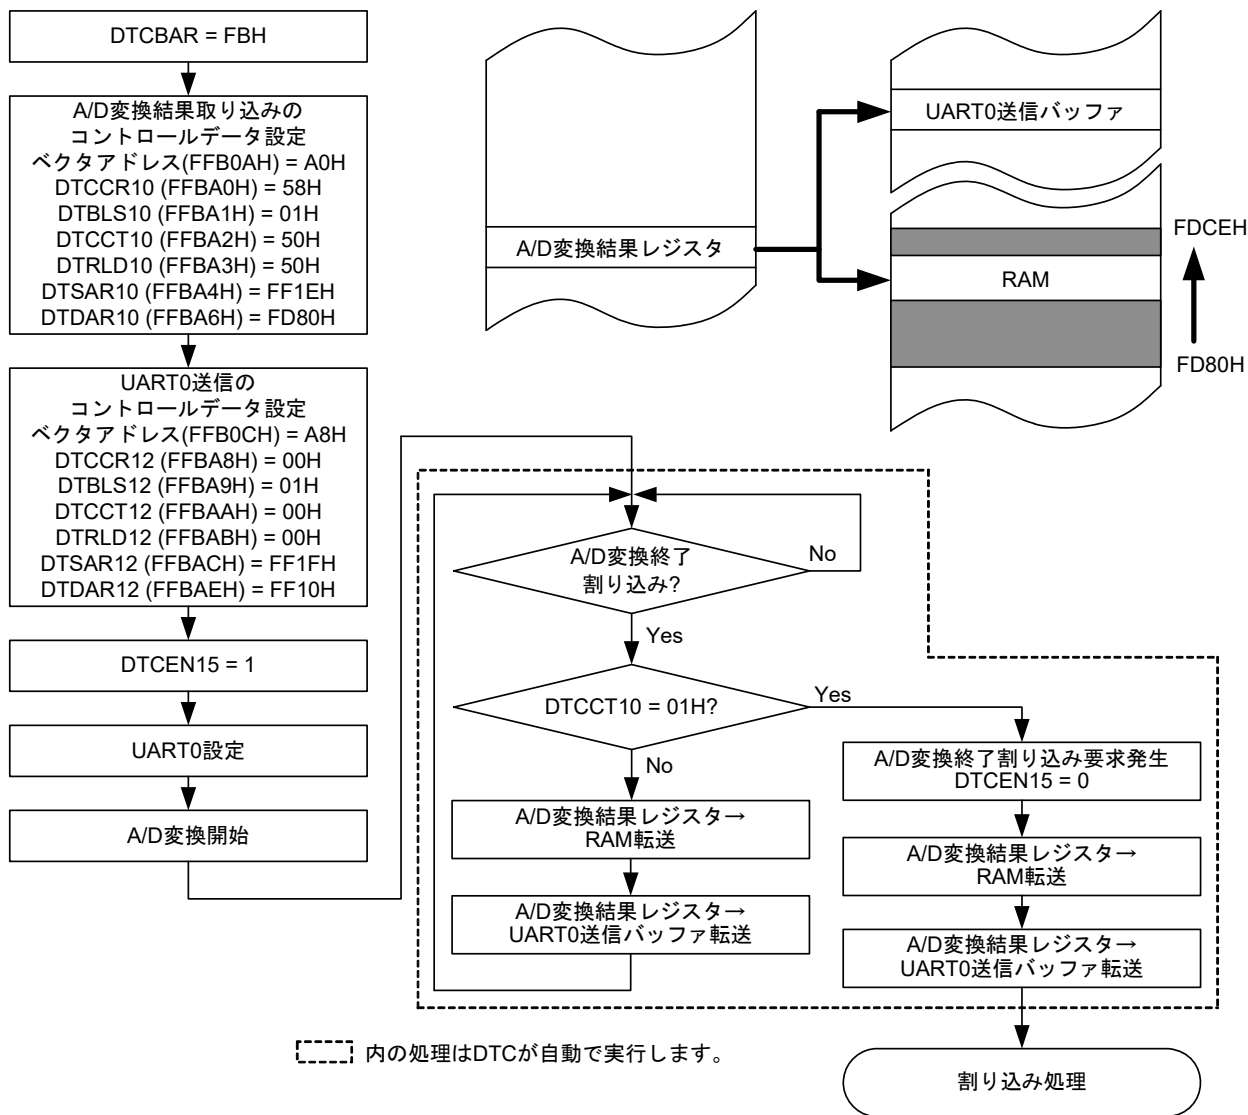 DTCBAR = FBH
A/D変換結果取り込みの
コントロールデータ設定
ベクタアドレス(FFB0AH) = A0H
DTCCR10 (FFBA0H) = 58H
DTBLS10 (FFBA1H) = 01H
DTCCT10 (FFBA2H) = 50H
DTRLD10 (FFBA3H) = 50H
DTSAR10 (FFBA4H) = FF1EH
DTDAR10 (FFBA6H) = FD80H
UART0送信の
コントロールデータ設定
ベクタアドレス(FFB0CH) = A8H
DTCCR12 (FFBA8H) = 00H
DTBLS12 (FFBA9H) = 01H
DTCCT12 (FFBAAH) = 00H
DTRLD12 (FFBABH) = 00H
DTSAR12 (FFBACH) = FF1FH
DTDAR12 (FFBAEH) = FF10H
DTCEN15 = 1
UART0設定
A/D変換開始
A/D変換結果レジスタ
UART0送信バッファ
RAM
FDCEH
FD80H
A/D変換終了
割り込み?
No
Yes
DTCCT10 = 01H?
Yes
No
A/D変換結果レジスタ→
RAM転送
A/D変換結果レジスタ→
UART0送信バッファ転送
A/D変換終了割り込み要求発生
DTCEN15 = 0
A/D変換結果レジスタ→
RAM転送
A/D変換結果レジスタ→
UART0送信バッファ転送
割り込み処理
内の処理はDTCが自動で実行します。